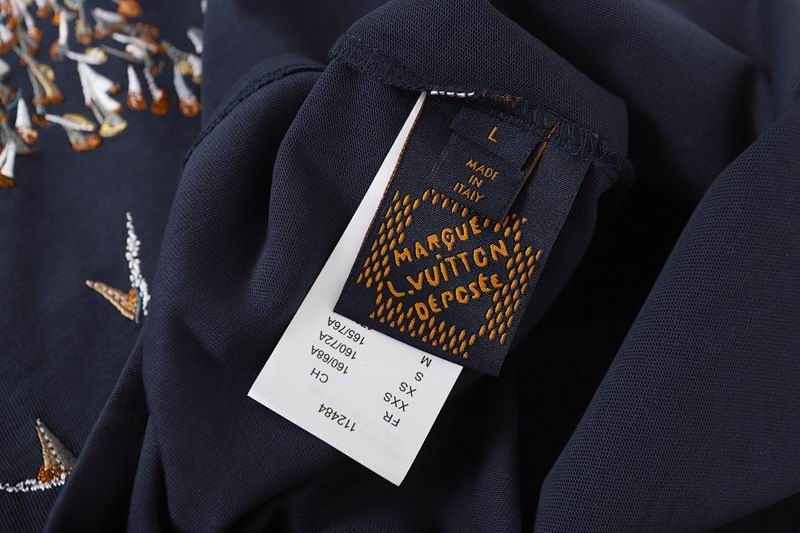 L
MADE
IN
ITALY
MARQUE
L.VUITTON
DÉPOSÉE
112484
FR CH
XXS 160/68A
XS 160/72A
S 165/76A
M